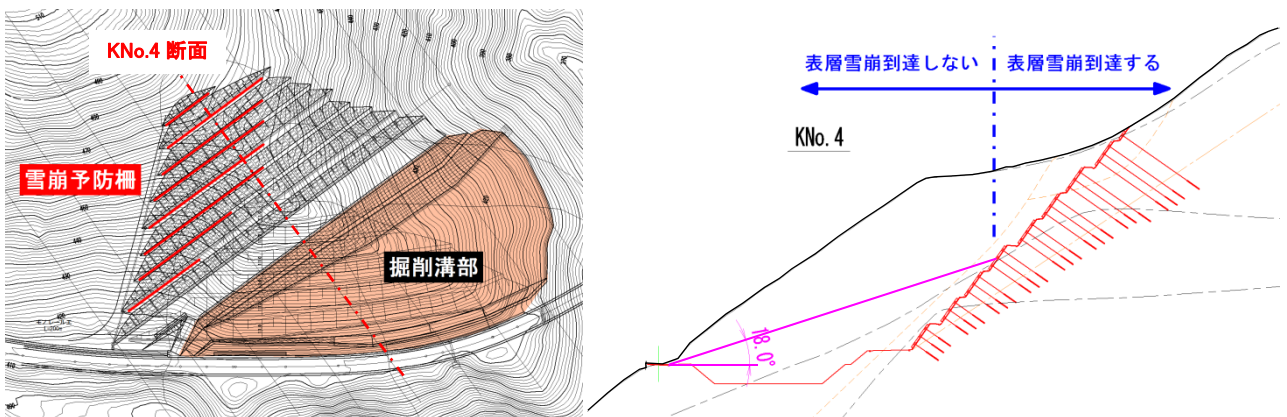 KNo.4 断面
雪崩予防柵
掘削溝部
表層雪崩到達しない
表層雪崩到達する
KNo. 4
18.0°